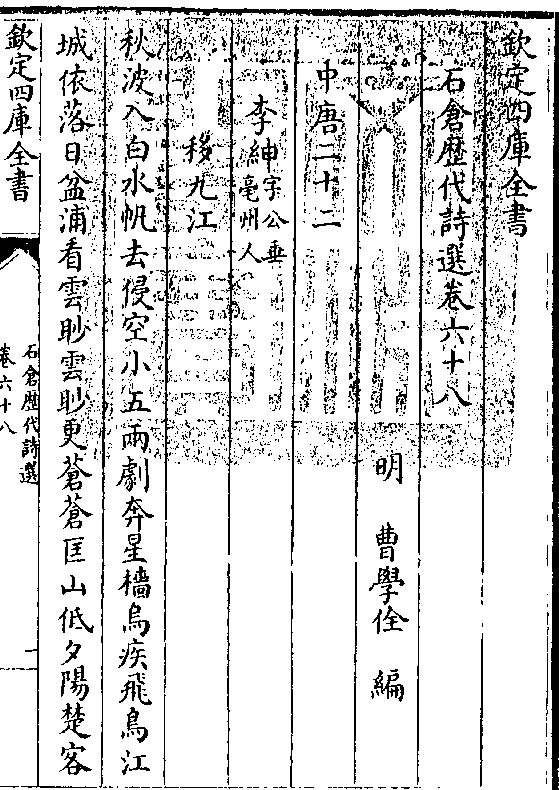 欽定四庫全書
石倉歷代詩選卷六十八
明 曹學佺 編
中唐二十二
李紳字公垂亳州人
移九江
秋波入白水帆去侵空小五兩劇奔星檣烏疾飛鳥江
城依落日盆浦看雲眇雲眇更蒼蒼匡山低夕陽楚客
欽定四庫全書
石倉歷代詩選
卷六十八
一